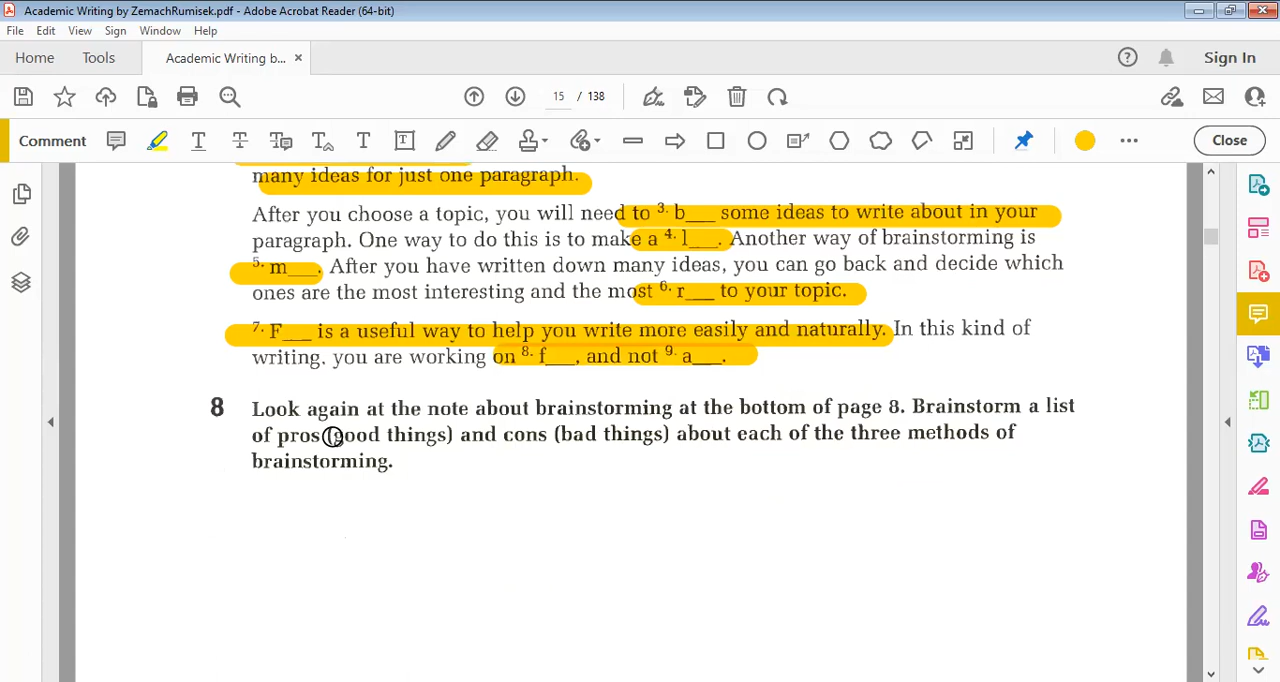 Academic Writing by ZemachRumisek.pdf - Adobe Acrobat Reader (64-bit)
File Edit View Sign Window Help
Home Tools Academic Writing b... × Sign In
15 / 138
Comment Close
many ideas for just one paragraph.
After you choose a topic, you will need to 3. b___ some ideas to write about in your
paragraph. One way to do this is to make a 4. l___. Another way of brainstorming is
5. m___. After you have written down many ideas, you can go back and decide which
ones are the most interesting and the most 6. r___ to your topic.
7. F___ is a useful way to help you write more easily and naturally. In this kind of
writing, you are working on 8. f___, and not 9. a___.
8 Look again at the note about brainstorming at the bottom of page 8. Brainstorm a list
of pros (good things) and cons (bad things) about each of the three methods of
brainstorming.